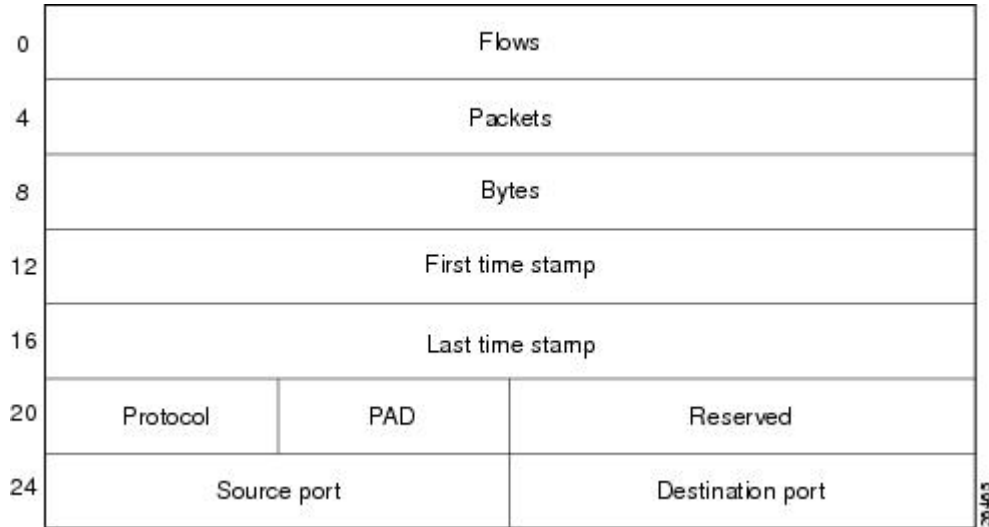 0 Flows
4 Packets
8 Bytes
12 First time stamp
16 Last time stamp
20 Protocol PAD Reserved
24 Source port Destination port